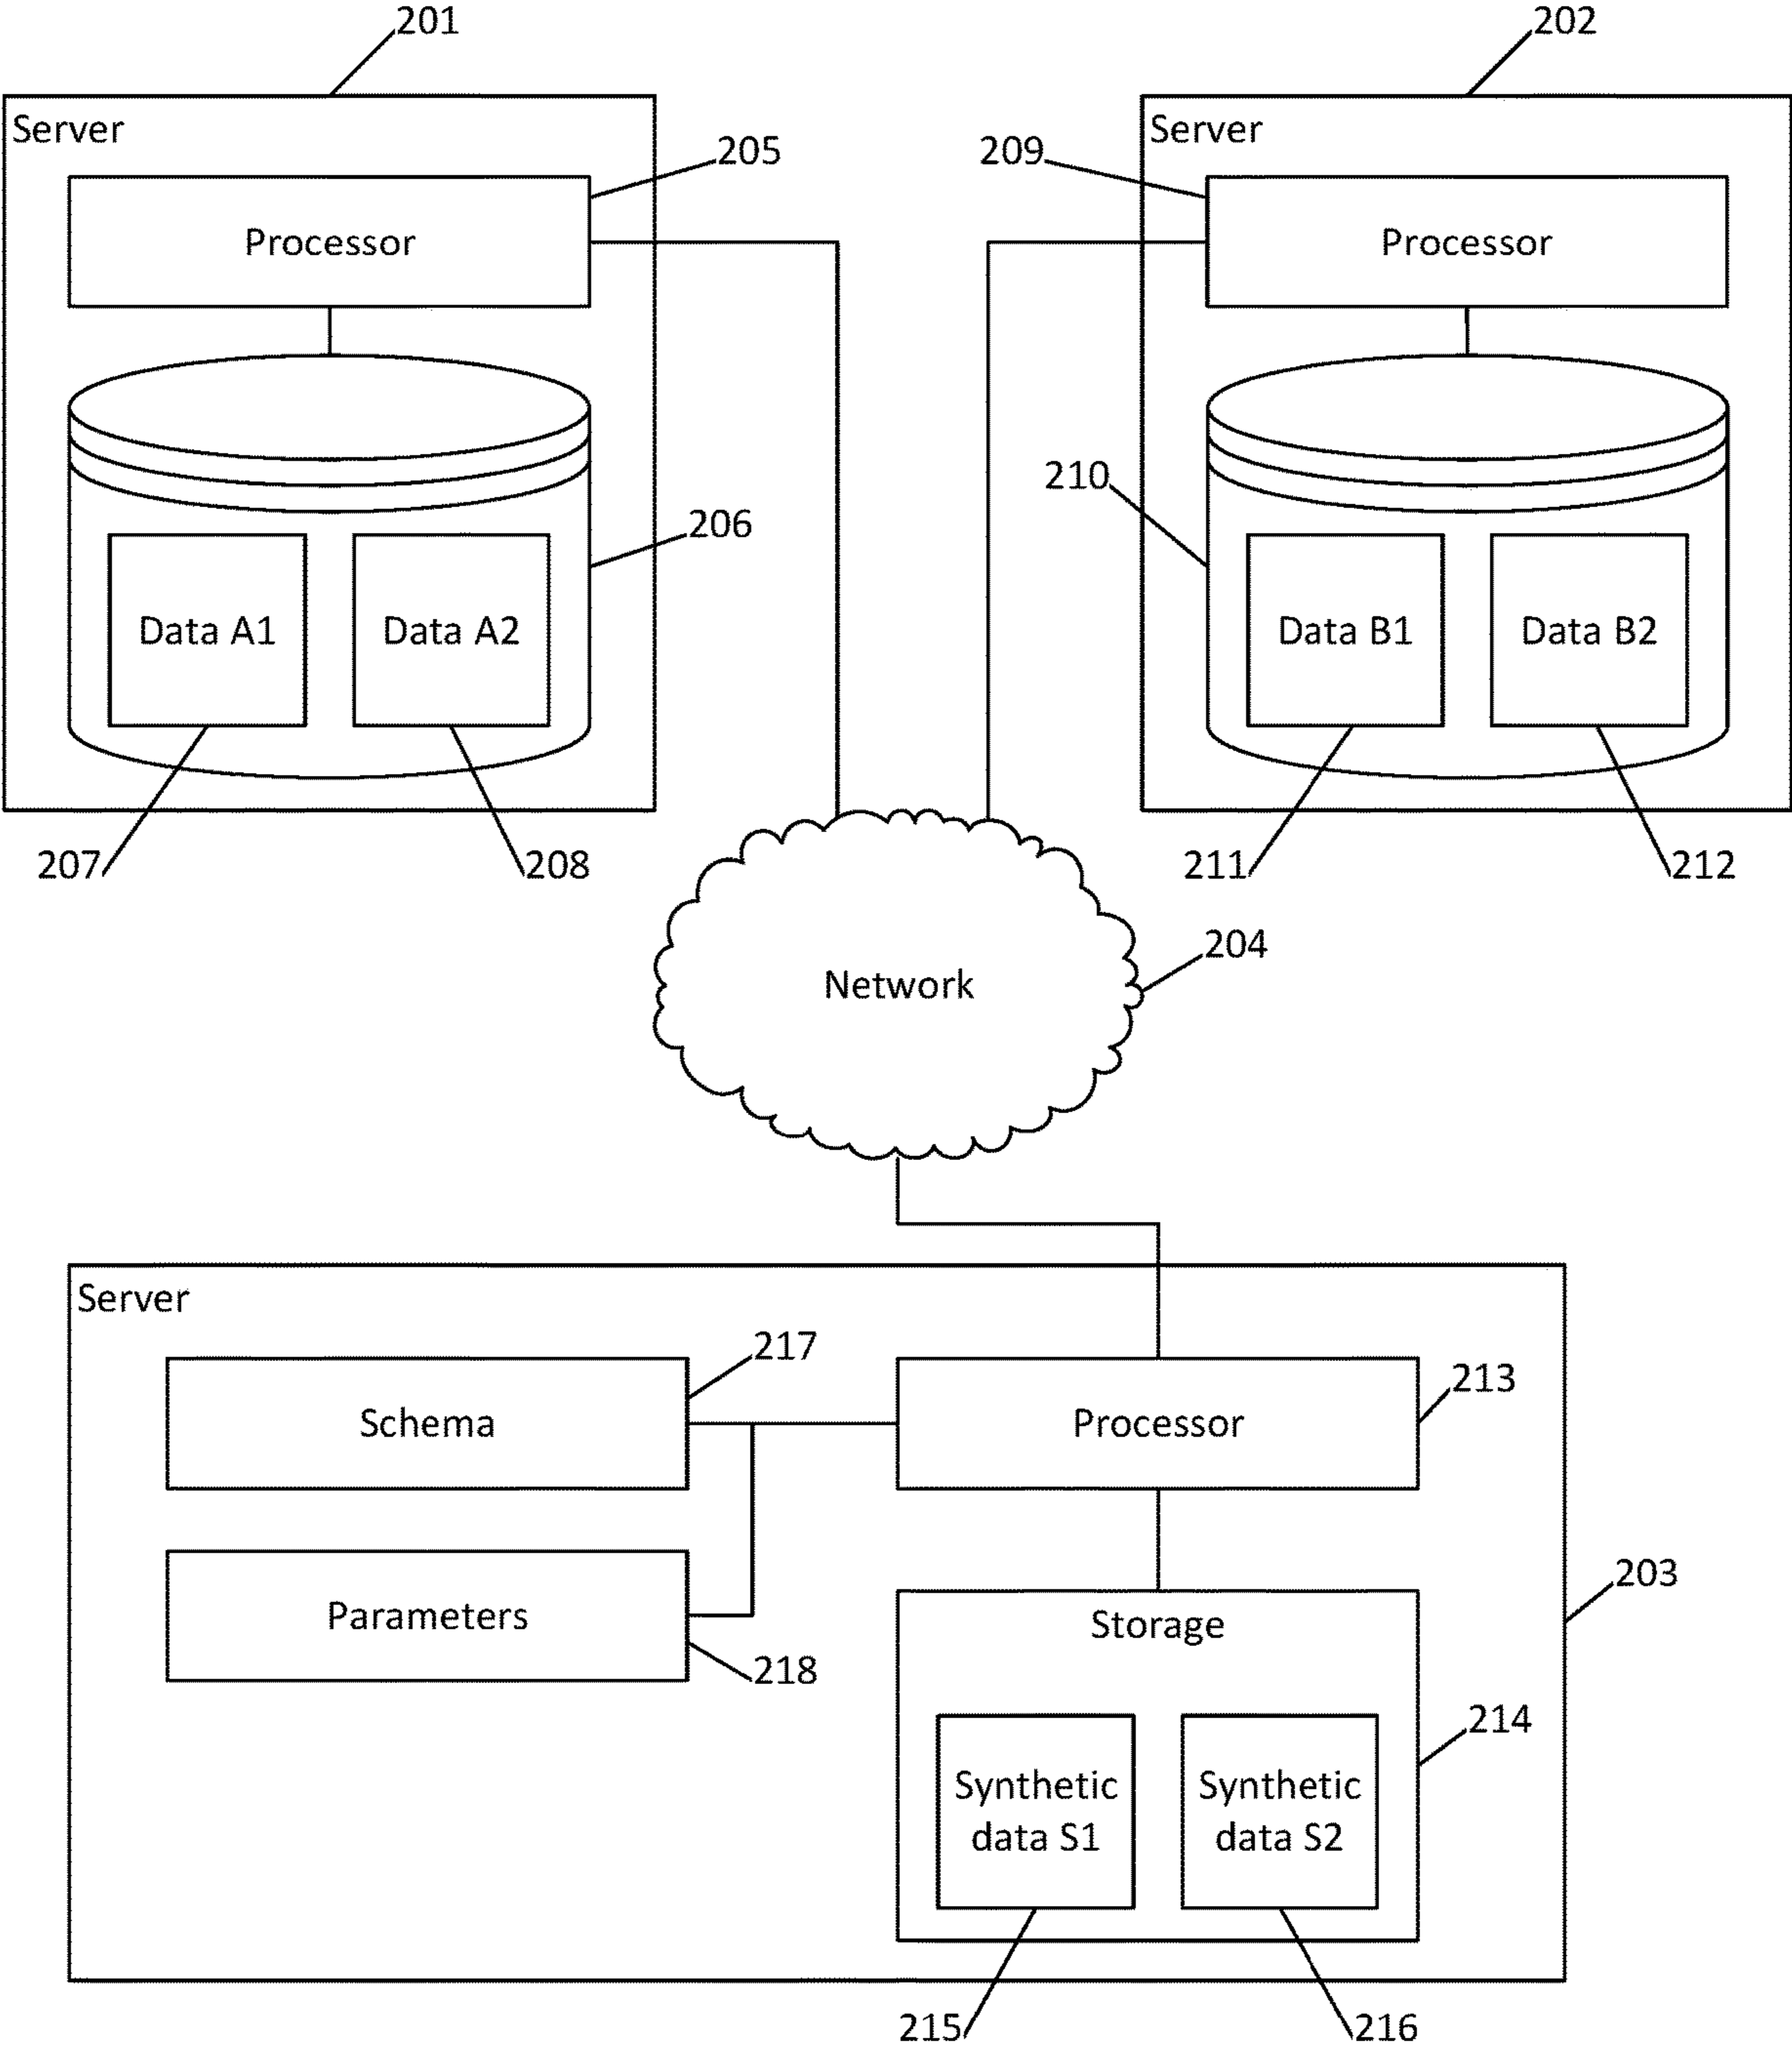 201
202
Server
Server
205
209
Processor
Processor
210
206
Data A1
Data A2
Data B1
Data B2
207
208
211
212
204
Network
Server
217
213
Schema
Processor
203
Parameters
Storage
218
214
Synthetic
data S1
Synthetic
data S2
215
216